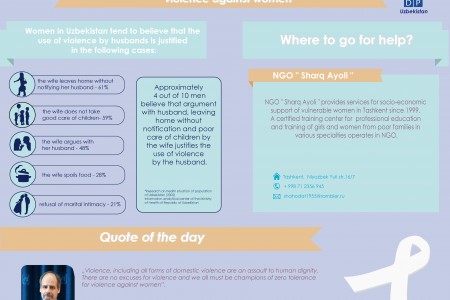 violence against women
DP
Uzbekistan
Women in Uzbekistan tend to believe that the
use of violence by husbands is justified
in the following cases:
the wife leaves home without
notifying her husband - 61%
the wife does not take
good care of children- 59%
the wife argues with
her husband - 48%
the wife spoils food - 28%
refusal of marital intimacy - 21%
Approximately
4 out of 10 men
believe that argument
with husband, leaving
home without
notification and poor
care of children by
the wife justifies the
use of violence
by the husband.
Where to go for help?
NGO " Sharq Ayoli "
NGO " Sharq Ayoli " provides services for socio-economic
support of vulnerable women in Tashkent since 1999.
A certified training center for professional education
and training of girls and women from poor families in
various specialties operates in NGO.
Tashkent,
Quote of the day
„Violence, including all forms of domestic violence are an assault to human dignity.
There are no excuses for violence and we all must be champions of zero tolerance
for violence against women".